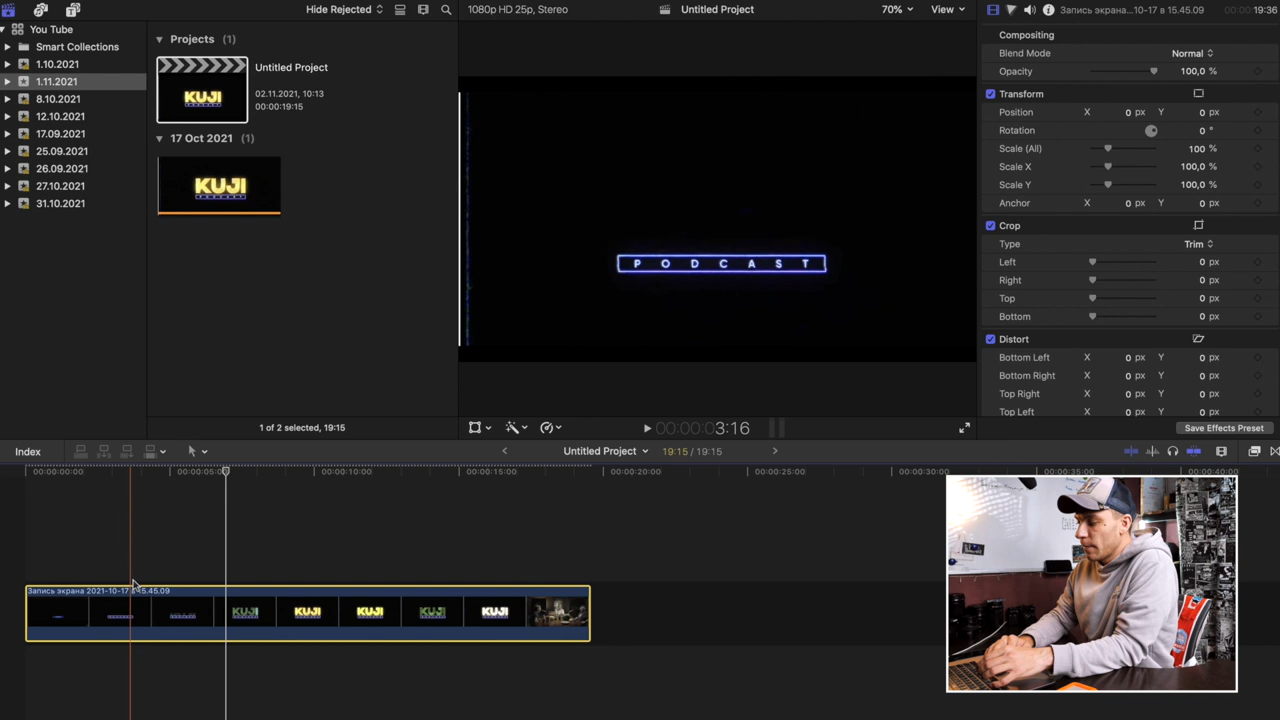 Hide Rejected
1080p HD 25p, Stereo
Untitled Project
70%
View
Запись экрана...10-17 в 15.45.09
00:00:19:36
You Tube
Smart Collections
1.10.2021
1.11.2021
8.10.2021
12.10.2021
17.09.2021
25.09.2021
26.09.2021
27.10.2021
31.10.2021
Projects (1)
KUJI
Untitled Project
02.11.2021, 10:13
00:00:19:15
17 Oct 2021 (1)
KUJI
PODCAST
1 of 2 selected, 19:15
PODCAST
00:00:00:3:16
Compositing
Blend Mode Normal
Opacity 100,0 %
Transform
Position X 0 px Y 0 px
Rotation 0 °
Scale (All) 100 %
Scale X 100,0 %
Scale Y 100,0 %
Anchor X 0 px Y 0 px
Crop
Type Trim
Left 0 px
Right 0 px
Top 0 px
Bottom 0 px
Distort
Bottom Left X 0 px Y 0 px
Bottom Right X 0 px Y 0 px
Top Right X 0 px Y 0 px
Top Left X 0 px Y 0 px
Save Effects Preset
Index
Untitled Project
19:15 / 19:15
00:00:00:00 00:00:05:00 00:00:10:00 00:00:15:00 00:00:20:00 00:00:25:00 00:00:30:00 00:00:35:00 00:00:40:00
Запись экрана 2021-10-17 в 15.45.09
KUJI KUJI KUJI KUJI KUJI